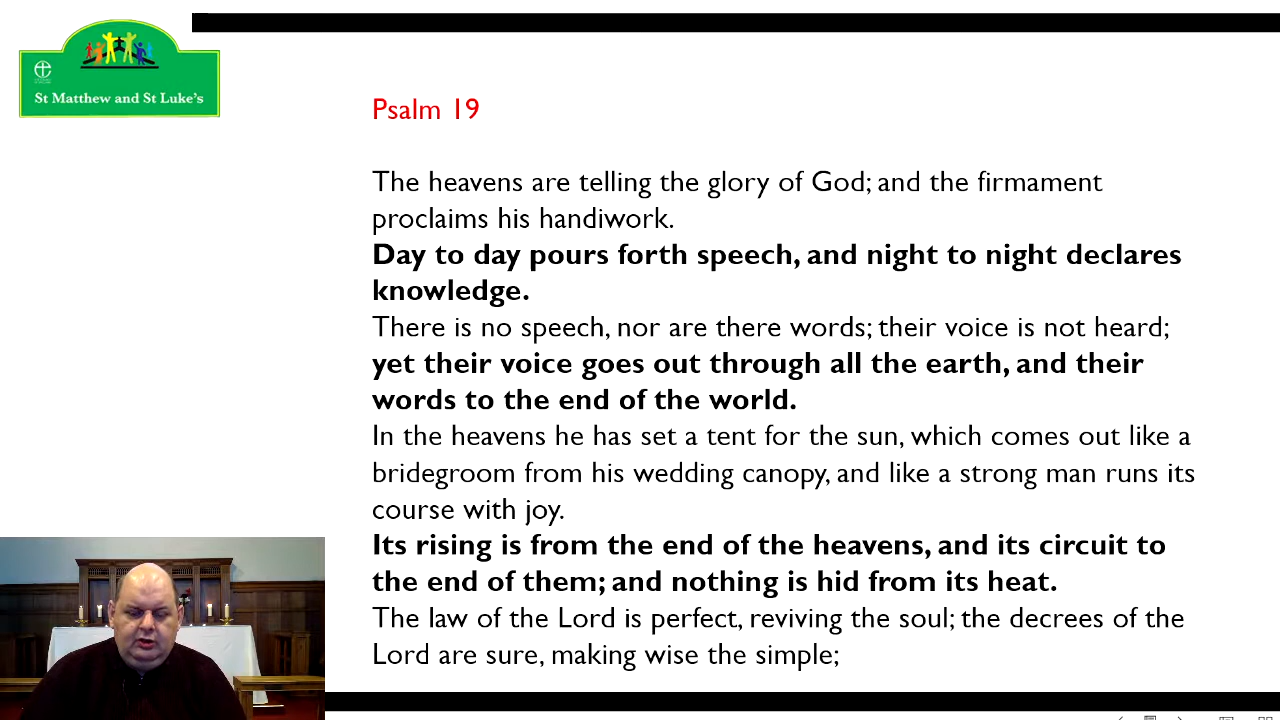 St Matthew and St Luke's
Psalm 19
The heavens are telling the glory of God; and the firmament
proclaims his handiwork.
Day to day pours forth speech, and night to night declares
knowledge.
There is no speech, nor are there words; their voice is not heard;
yet their voice goes out through all the earth, and their
words to the end of the world.
In the heavens he has set a tent for the sun, which comes out like a
bridegroom from his wedding canopy, and like a strong man runs its
course with joy.
Its rising is from the end of the heavens, and its circuit to
the end of them; and nothing is hid from its heat.
The law of the Lord is perfect, reviving the soul; the decrees of the
Lord are sure, making wise the simple;